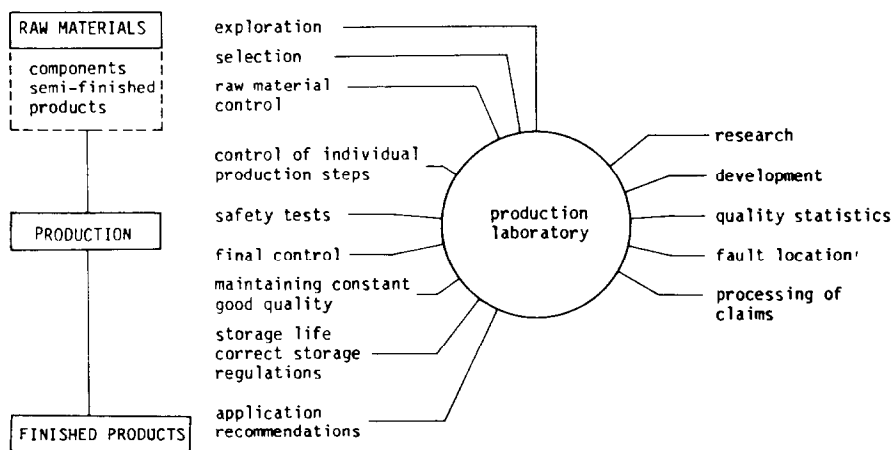 RAW MATERIALS
components
semi-finished
products
PRODUCTION
FINISHED PRODUCTS
exploration
selection
raw material
control
control of individual
production steps
safety tests
final control
maintaining constant
good quality
storage life
correct storage
regulations
application
recommendations
production
laboratory
research
development
quality statistics
fault location
processing of
claims